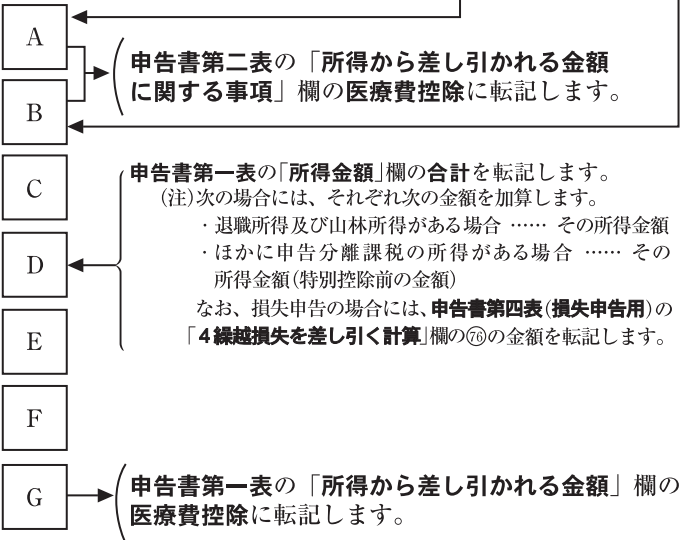 A
申告書第二表の「所得から差し引かれる金額
に関する事項」欄の医療費控除に転記します。
B
C
申告書第一表の「所得金額」欄の合計を転記します。
(注)次の場合には、それぞれ次の金額を加算します。
・退職所得及び山林所得がある場合 …… その所得金額
D
・ほかに申告分離課税の所得がある場合 …… その
所得金額(特別控除前の金額)
なお、損失申告の場合には、申告書第四表(損失申告用)の
E
「4繰越損失を差し引く計算」欄の㊻の金額を転記します。
F
G
申告書第一表の「所得から差し引かれる金額」欄の
医療費控除に転記します。